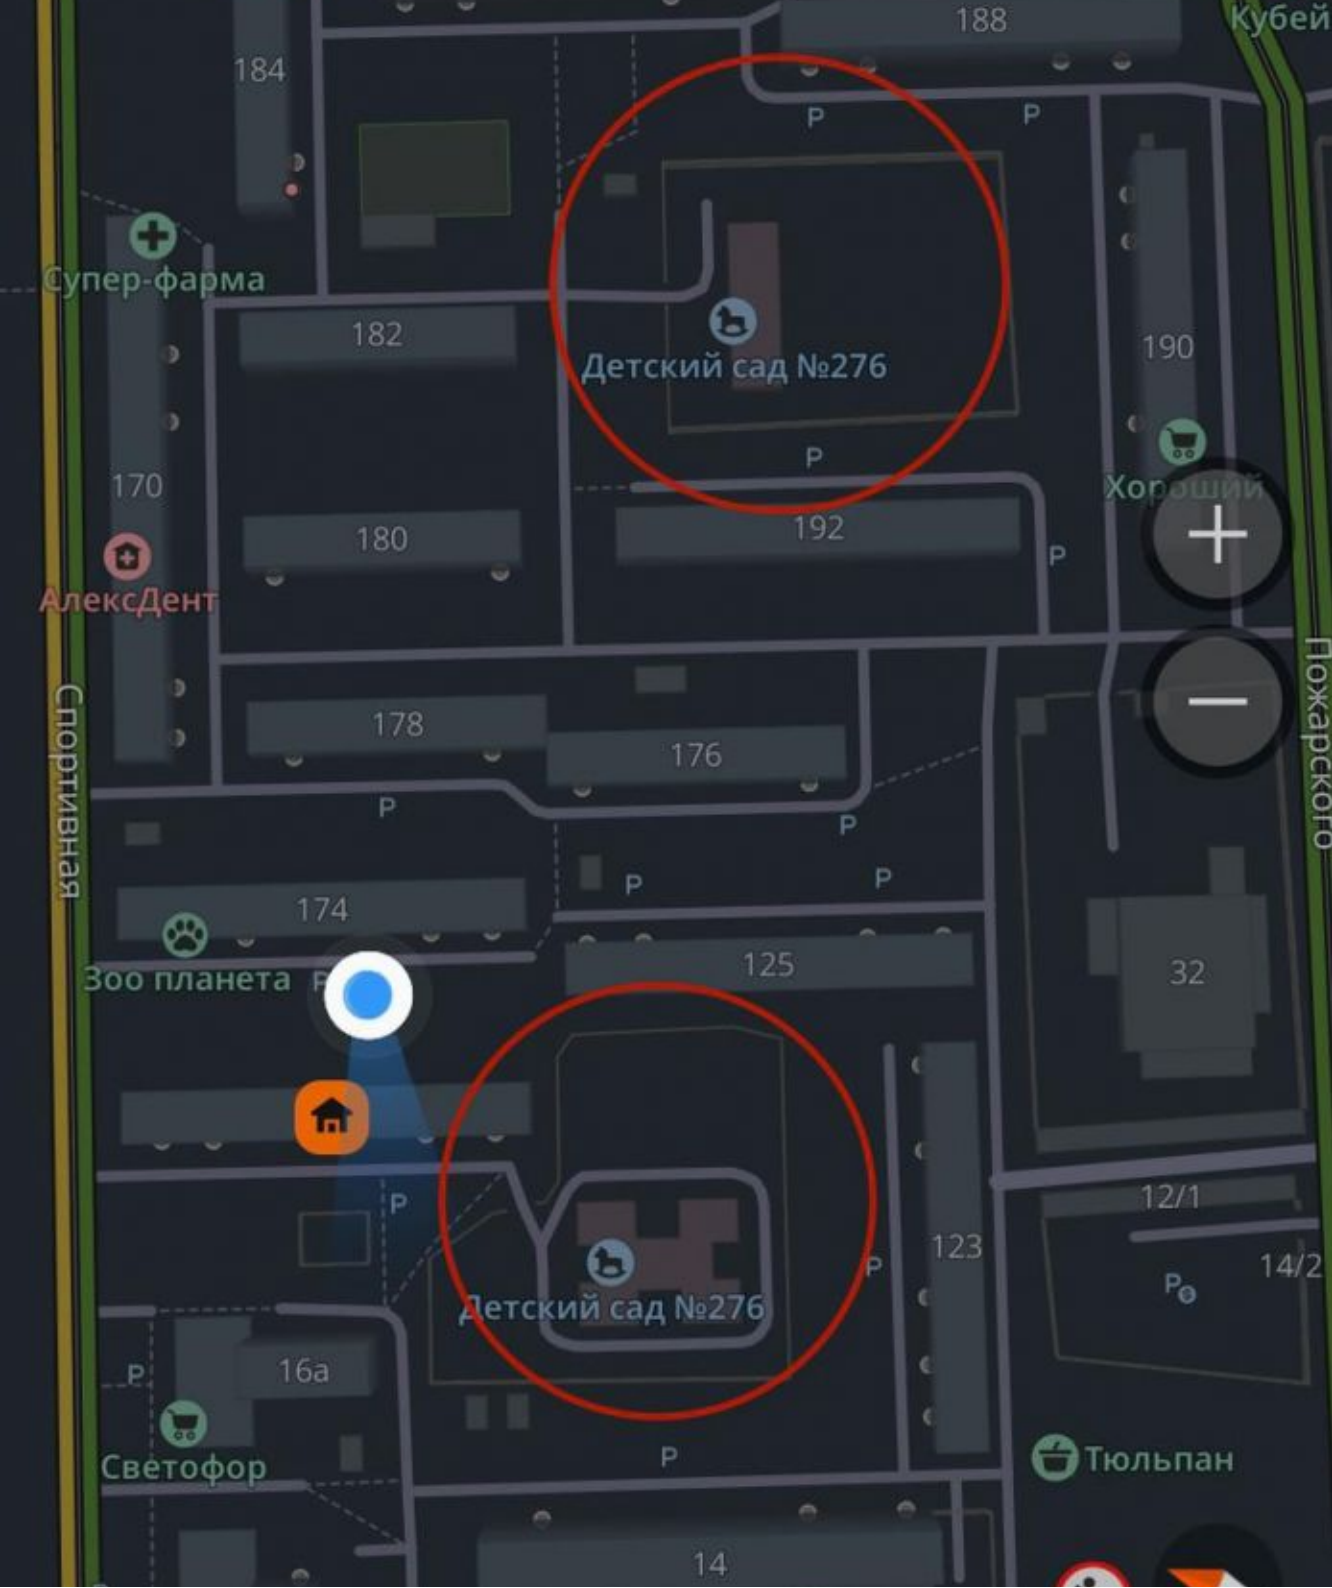 188
Кубей
184
P
P
Супер-фарма
182
Детский сад №276
190
P
Хороший
170
180
192
P
АлексДент
Спортивная
178
176
Пожарского
P
P
174
P
P
Зоо планета
P
125
32
P
12/1
123
P
14/2
P
Детский сад №276
16а
P
Светофор
P
Тюльпан
14